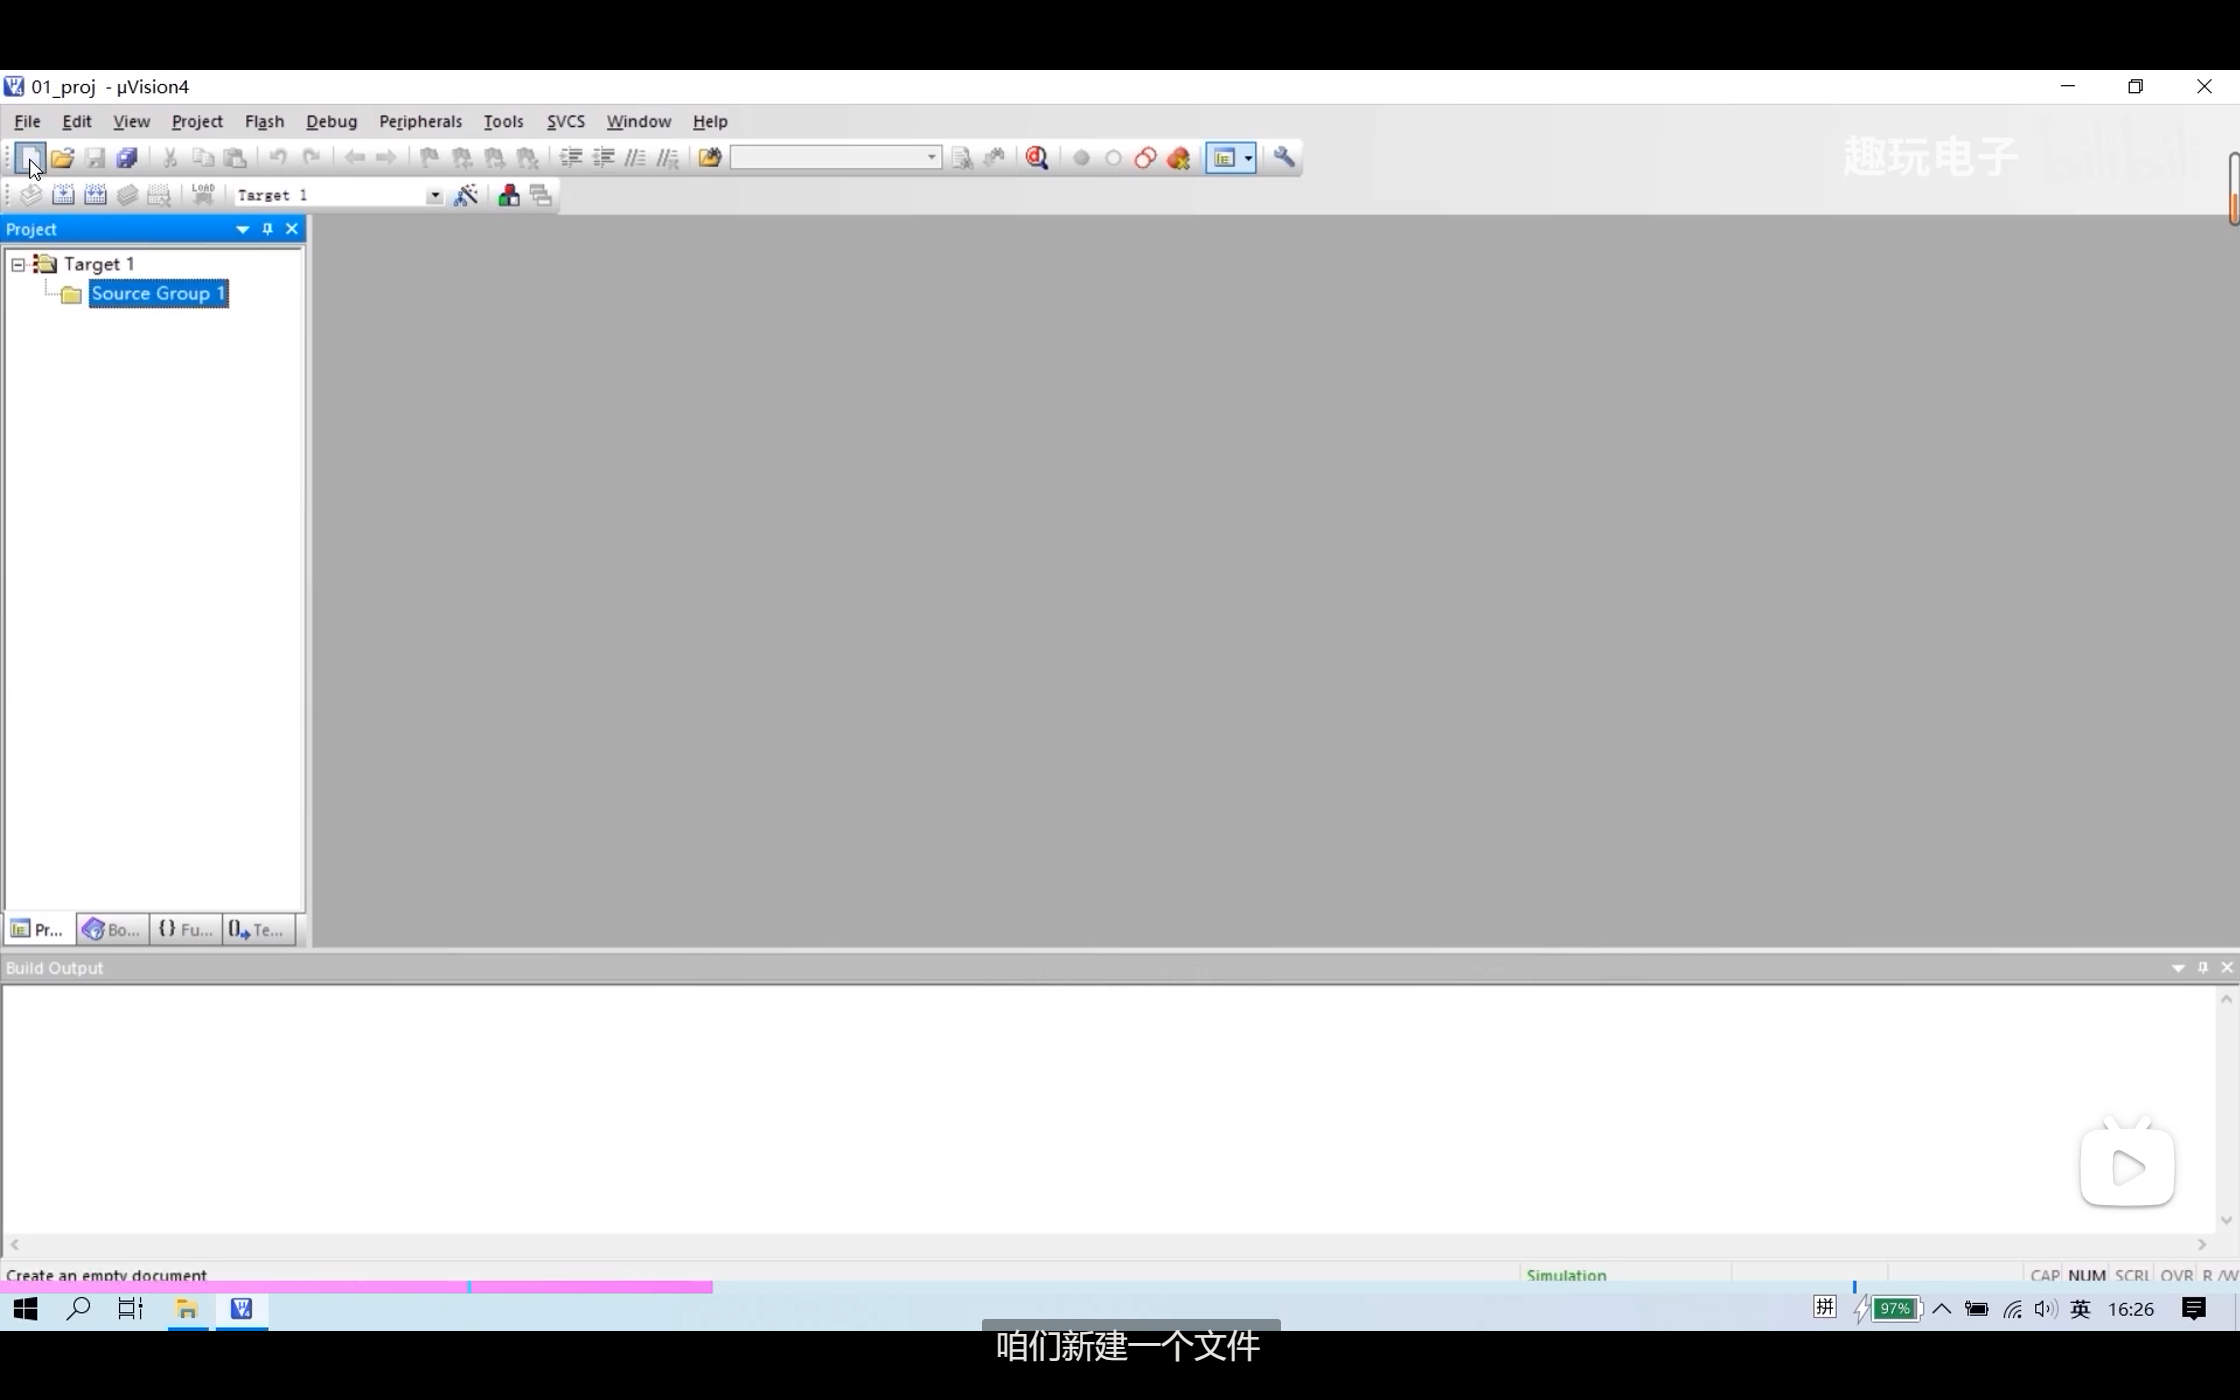 01_proj - µVision4
File Edit View Project Flash Debug Peripherals Tools SVCS Window Help
趣玩电子 bilibili
LOAD Target 1
Project
Target 1
Source Group 1
Pr... Bo... {} Fu... Te...
Build Output
Create an empty document Simulation CAP NUM SCRL OVR R/W
拼 97% 英 16:26
咱们新建一个文件